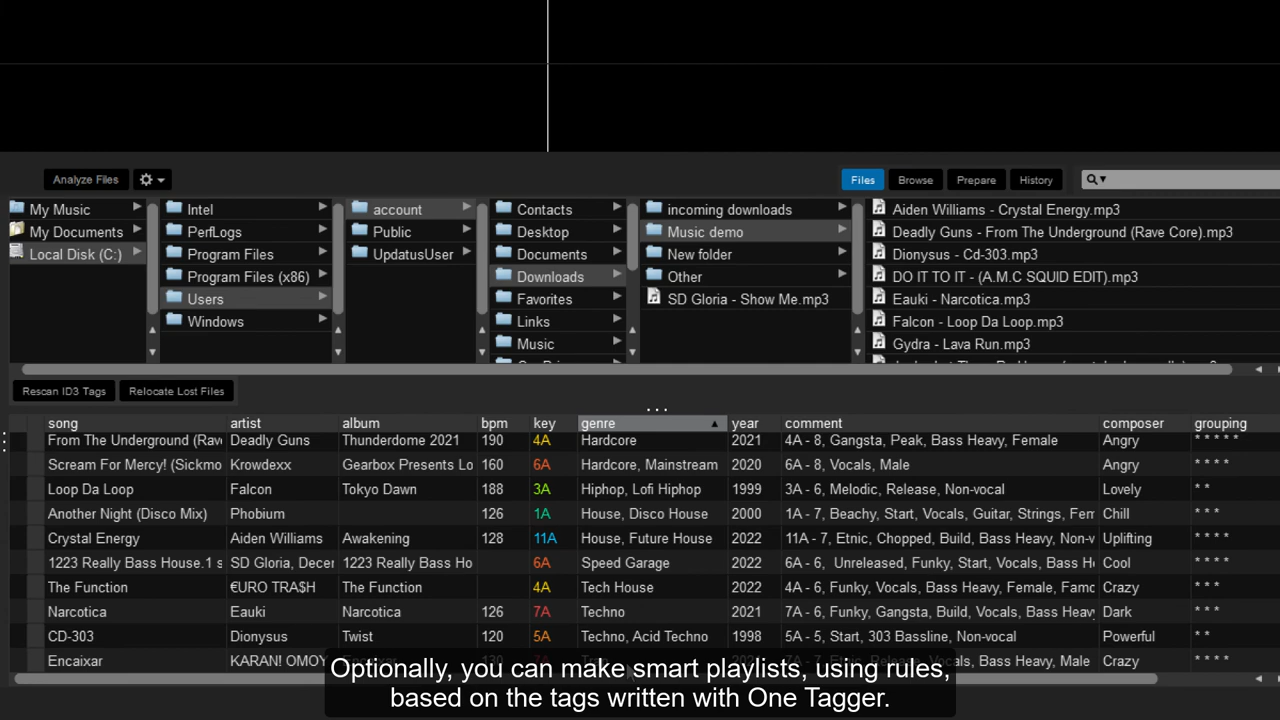 Analyze Files
Files Browse Prepare History
My Music Intel account Contacts incoming downloads Aiden Williams - Crystal Energy.mp3
My Documents PerfLogs Public Desktop Music demo Deadly Guns - From The Underground (Rave Core).mp3
Local Disk (C:) Program Files UpdatusUser Documents New folder Dionysus - Cd-303.mp3
Program Files (x86) Downloads Other DO IT TO IT - (A.M.C SQUID EDIT).mp3
Users Favorites SD Gloria - Show Me.mp3 Eauki - Narcotica.mp3
Windows Links Falcon - Loop Da Loop.mp3
Music Gydra - Lava Run.mp3
Rescan ID3 Tags Relocate Lost Files
song artist album bpm key genre year comment composer grouping
From The Underground (Rave Deadly Guns Thunderdome 2021 190 4A Hardcore 2021 4A - 8, Gangsta, Peak, Bass Heavy, Female Angry * * * * *
Scream For Mercy! (Sickmo Krowdexx Gearbox Presents Lo 160 6A Hardcore, Mainstream 2020 6A - 8, Vocals, Male Angry * * * *
Loop Da Loop Falcon Tokyo Dawn 188 3A Hiphop, Lofi Hiphop 1999 3A - 6, Melodic, Release, Non-vocal Lovely * *
Another Night (Disco Mix) Phobium 126 1A House, Disco House 2000 1A - 7, Beachy, Start, Vocals, Guitar, Strings, Fem Chill * * * *
Crystal Energy Aiden Williams Awakening 128 11A House, Future House 2022 11A - 7, Etnic, Chopped, Build, Bass Heavy, Non-v Uplifting * * * *
1223 Really Bass House.1 s SD Gloria, Decer 1223 Really Bass Ho 6A Speed Garage 2022 6A - 6, Unreleased, Funky, Start, Vocals, Bass H Cool * * * *
The Function €URO TRA$H The Function 4A Tech House 2022 4A - 6, Funky, Vocals, Bass Heavy, Female, Famo Crazy * * *
Narcotica Eauki Narcotica 126 7A Techno 2021 7A - 6, Funky, Gangsta, Build, Vocals, Bass Heavy Dark * * *
CD-303 Dionysus Twist 120 5A Techno, Acid Techno 1998 5A - 5, Start, 303 Bassline, Non-vocal Powerful * *
Encaixar KARAN! OMOY 2022 7A - 6, Etnic, Build, Vocals, Bass Heavy, Male Crazy * * * *
Optionally, you can make smart playlists, using rules,
based on the tags written with One Tagger.